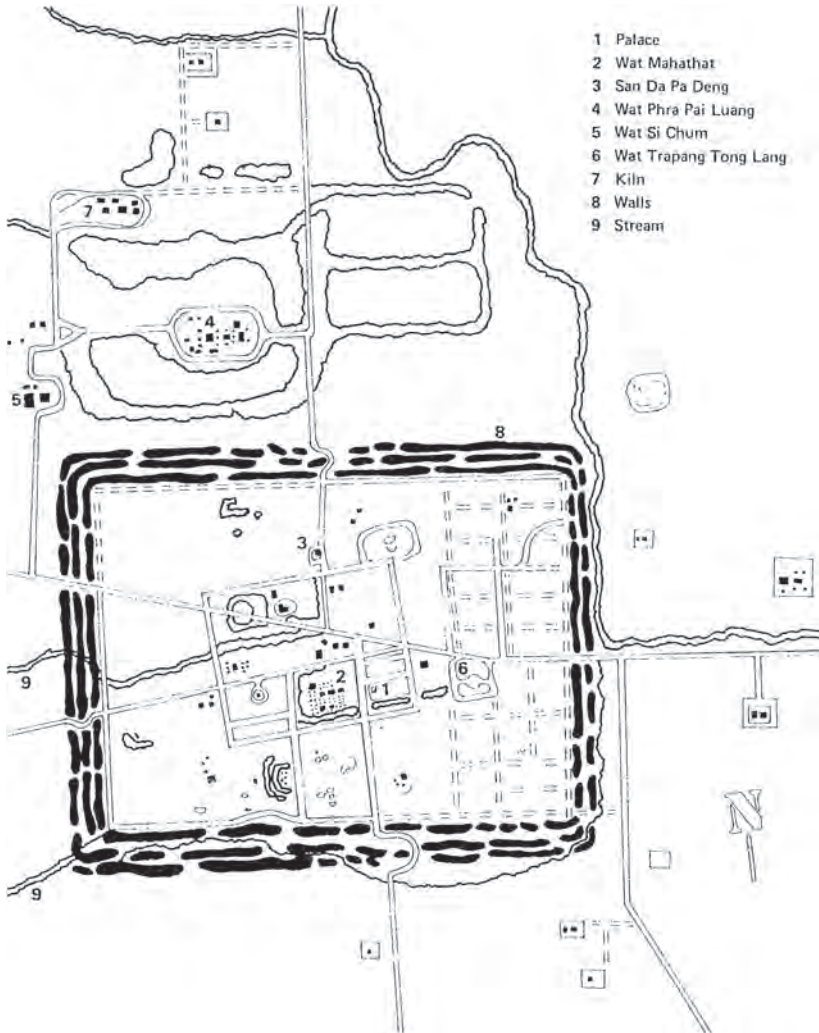 1 Palace
2 Wat Mahathat
3 San Da Pa Deng
4 Wat Phra Pai Luang
5 Wat Si Chum
6 Wat Trapang Tong Lang
7 Kiln
8 Walls
9 Stream
7
4
5
8
3
6
9
2
1
N
9